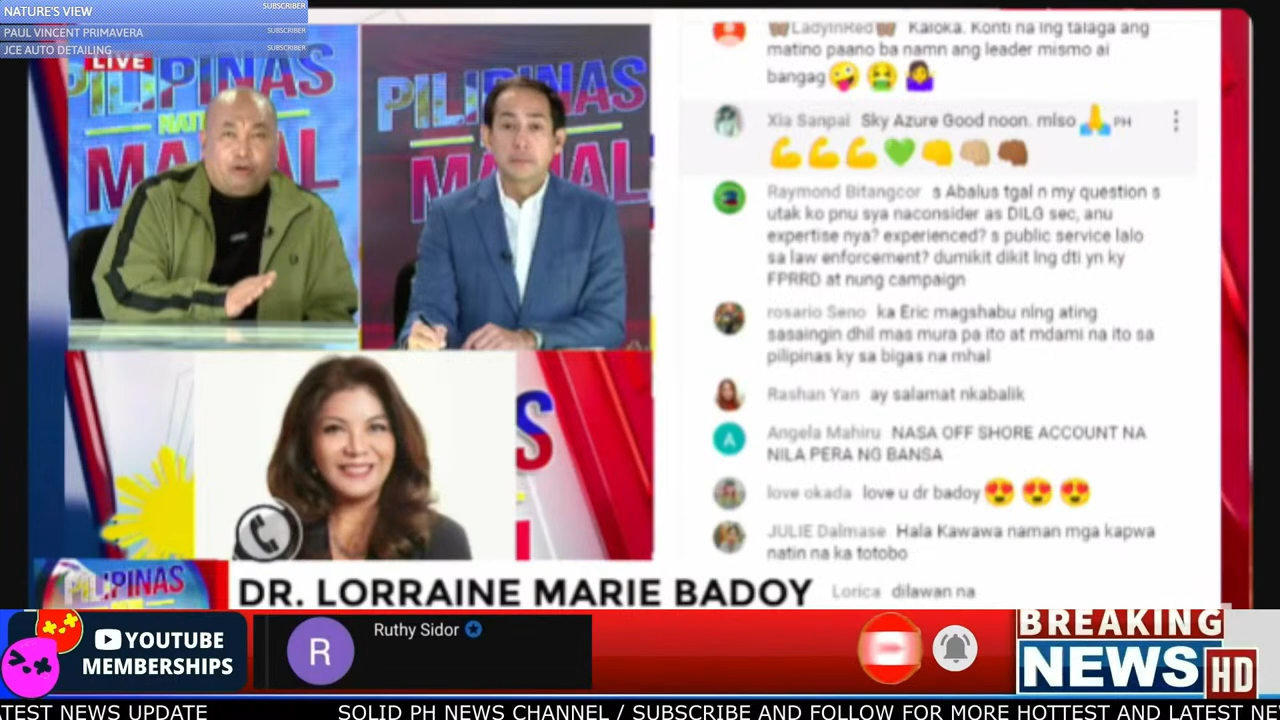 NATURE'S VIEW SUBSCRIBER
PAUL VINCENT PRIMAVERA SUBSCRIBER
JCE AUTO DETAILING SUBSCRIBER
LIVE
PILIPINAS
NATING
MAHAL
PILIPINAS
MAHAL
LadyInRed Kaloka. Konti na lng talaga ang
matino paano ba namn ang leader mismo ai
bangag
Xia Sanpai Sky Azure Good noon. mlso PH
Raymond Bitangcor s Abalus tgal n my question s
utak ko pnu sya naconsider as DILG sec, anu
expertise nya? experienced? s public service lalo
sa law enforcement? dumikit dikit lng dti yn ky
FPRRD at nung campaign
rosario Seno ka Eric magshabu nlng ating
sasaingin dhil mas mura pa ito at mdami na ito sa
pilipinas ky sa bigas na mhal
Rashan Yan ay salamat nkabalik
Angela Mahiru NASA OFF SHORE ACCOUNT NA
NILA PERA NG BANSA
love okada love u dr badoy
JULIE Dalmase Hala Kawawa naman mga kapwa
natin na ka totobo
Lorica dilawan na
PILIPINAS
DR. LORRAINE MARIE BADOY
YOUTUBE
MEMBERSHIPS
R
Ruthy Sidor
BREAKING
NEWS HD
TEST NEWS UPDATE SOLID PH NEWS CHANNEL / SUBSCRIBE AND FOLLOW FOR MORE HOTTEST AND LATEST NE